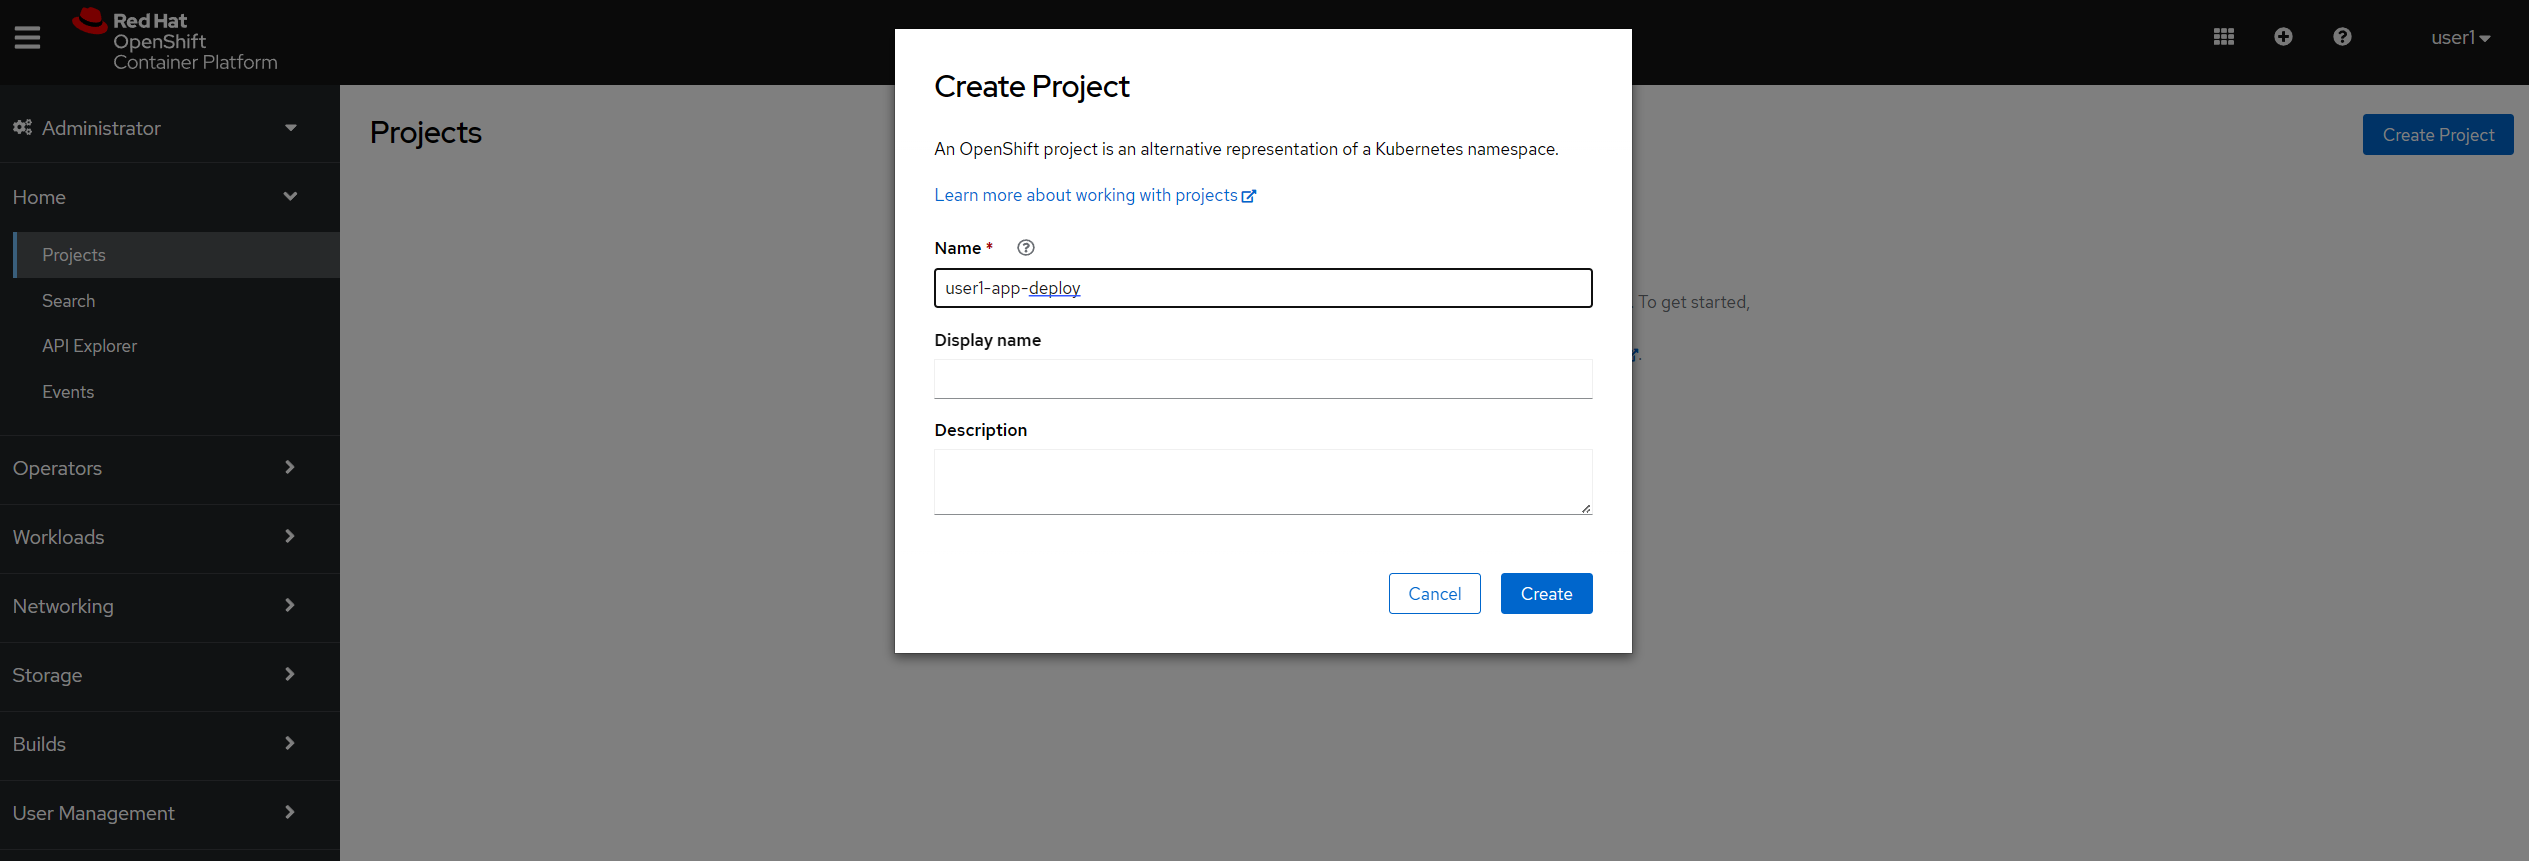 Red Hat
OpenShift
Container Platform
user1
Administrator
Home
Projects
Search
API Explorer
Events
Operators
Workloads
Networking
Storage
Builds
User Management
Projects
Create Project
To get started,
Create Project
An OpenShift project is an alternative representation of a Kubernetes namespace.
Learn more about working with projects
Name *
user1-app-deploy
Display name
Description
Cancel
Create